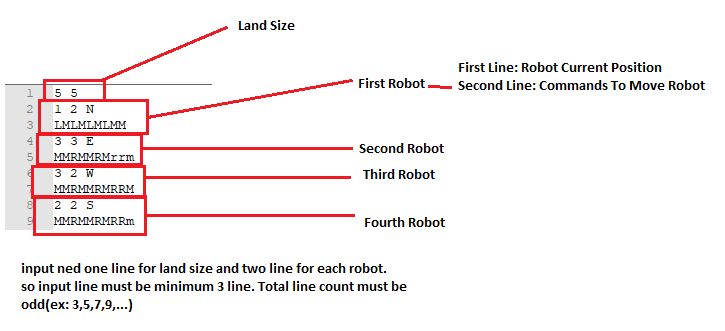 Land Size
First Line: Robot Current Position
First Robot
Second Line: Commands To Move Robot
1 5 5
2 1 2 N
3 LMLMLMLMM
4 3 3 E
5 MMRMMRMrrm
Second Robot
6 3 2 W
7 MMRMMRMRRM
Third Robot
8 2 2 S
9 MMRMMRMRRm
Fourth Robot
input ned one line for land size and two line for each robot.
so input line must be minimum 3 line. Total line count must be
odd(ex: 3,5,7,9,...)